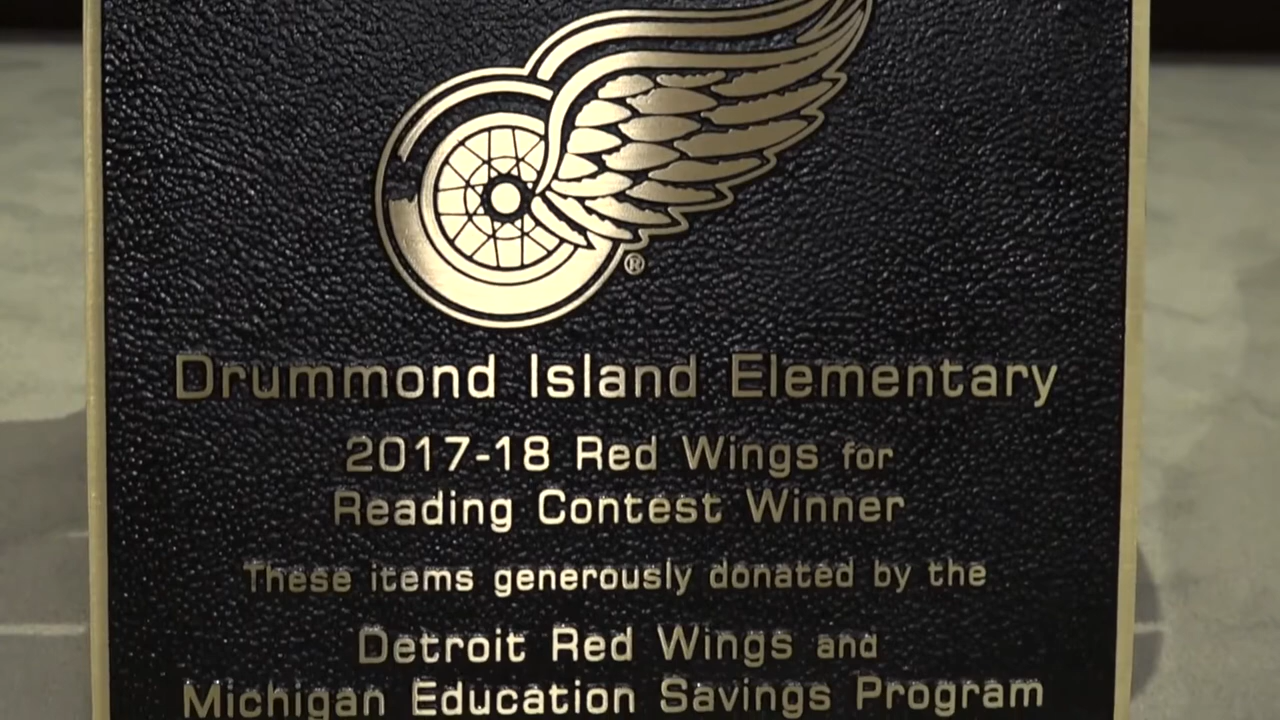 ®
Drummond Island Elementary
2017-18 Red Wings for
Reading Contest Winner
These items generously donated by the
Detroit Red Wings and
Michigan Education Savings Program